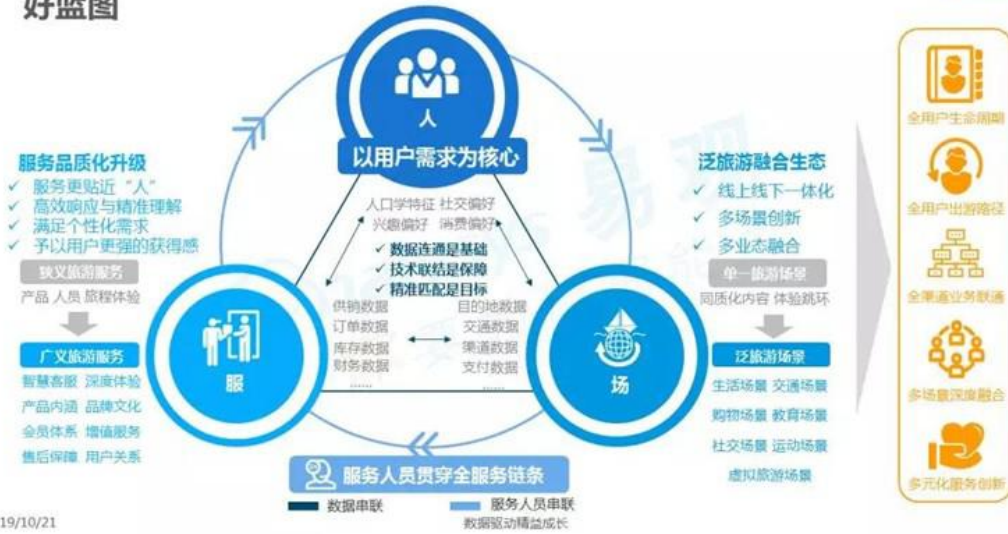 好蓝图
人
以用户需求为核心
服务品质化升级
✓ 服务更贴近“人”
✓ 高效响应与精准理解
✓ 满足个性化需求
✓ 予以用户更强的获得感
狭义旅游服务
产品 人员 旅程体验
广义旅游服务
智慧客服 深度体验
产品内涵 品牌文化
会员体系 增值服务
售后保障 用户关系
人口学特征 社交偏好
兴趣偏好 消费偏好
✓ 数据连通是基础
✓ 技术联结是保障
✓ 精准匹配是目标
供销数据
订单数据
库存数据
财务数据
......
目的地数据
交通数据
渠道数据
支付数据
......
服
场
泛旅游融合生态
✓ 线上线下一体化
✓ 多场景创新
✓ 多业态融合
单一旅游场景
同质化内容 体验跳环
泛旅游场景
生活场景 交通场景
购物场景 教育场景
社交场景 运动场景
虚拟旅游场景
服务人员贯穿全服务链条
数据串联
服务人员串联
数据驱动精益成长
19/10/21
全用户生命周期
全用户出游路径
全渠道业务联通
多场景深度融合
多元化服务创新
易观